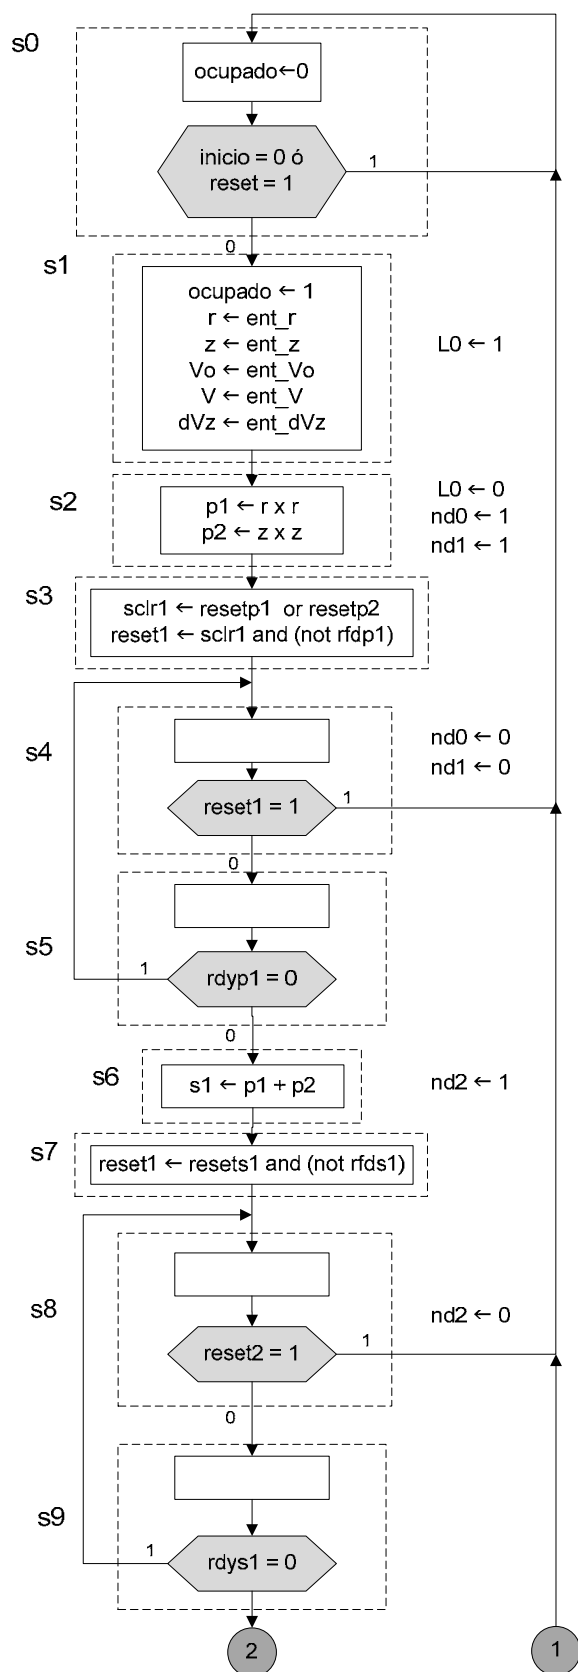 s0
ocupado←0
inicio = 0 ó
reset = 1
1
0
s1
ocupado ← 1
r ← ent_r
z ← ent_z
Vo ← ent_Vo
V ← ent_V
dVz ← ent_dVz
L0 ← 1
s2
p1 ← r x r
p2 ← z x z
L0 ← 0
nd0 ← 1
nd1 ← 1
s3
sclr1 ← resetp1 or resetp2
reset1 ← sclr1 and (not rfdp1)
s4
nd0 ← 0
nd1 ← 0
reset1 = 1
1
0
s5
rdyp1 = 0
1
0
s6
s1 ← p1 + p2
nd2 ← 1
s7
reset1 ← resets1 and (not rfds1)
s8
nd2 ← 0
reset2 = 1
1
0
s9
rdys1 = 0
1
2
1